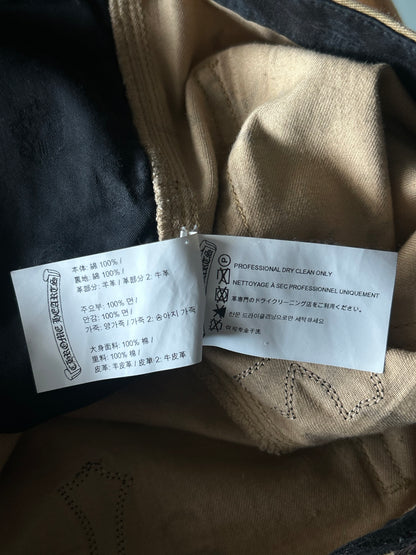 CHROME HEARTS
本体: 綿 100% /
裏地: 綿 100% /
革部分: 羊革 / 革部分 2: 牛革
주요부: 100% 면 /
안감: 100% 면 /
가죽: 양가죽 / 가죽 2: 송아지 가죽
大身面料: 100% 棉 /
里料: 100% 棉 /
皮革: 羊皮革 / 皮單 2: 牛皮革
P
PROFESSIONAL DRY CLEAN ONLY
NETTOYAGE À SEC PROFESSIONNEL UNIQUEMENT
革専門のドライクリーニング店をご利用ください。